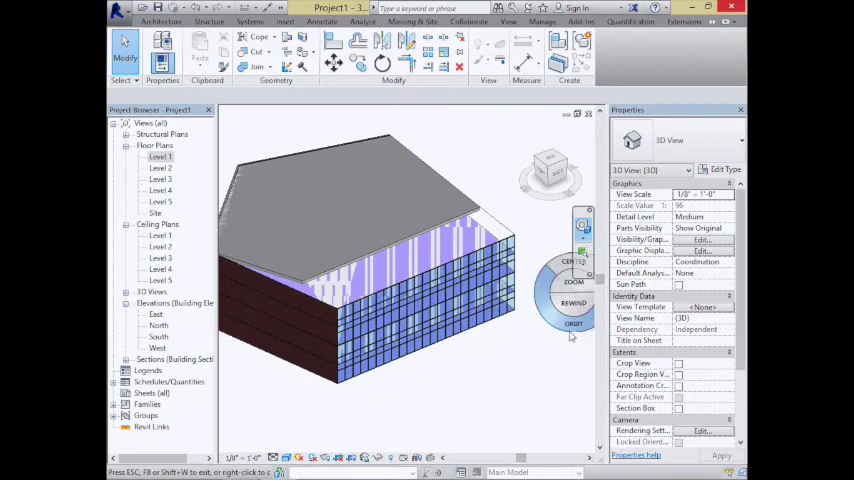 Project1 - 3...
Type a keyword or phrase
Sign In
Architecture Structure Systems Insert Annotate Analyze Massing & Site Collaborate View Manage Add-Ins Quantification Extensions
Modify
Paste
Cope
Cut
Join
Select Properties Clipboard Geometry Modify View Measure Create
Project Browser - Project1
Views (all)
Structural Plans
Floor Plans
Level 1
Level 2
Level 3
Level 4
Level 5
Site
Ceiling Plans
Level 1
Level 2
Level 3
Level 4
Level 5
3D Views
Elevations (Building Ele
East
North
South
West
Sections (Building Secti
Legends
Schedules/Quantities
Sheets (all)
Families
Groups
Revit Links
BACK
CENTER
ZOOM
REWIND
ORBIT
Properties
3D View
3D View: {3D} Edit Type
Graphics
View Scale 1/8" = 1'-0"
Scale Value 1: 96
Detail Level Medium
Parts Visibility Show Original
Visibility/Grap... Edit...
Graphic Displa... Edit...
Discipline Coordination
Default Analys... None
Sun Path
Identity Data
View Template <None>
View Name {3D}
Dependency Independent
Title on Sheet
Extents
Crop View
Crop Region V...
Annotation Cr...
Far Clip Active
Section Box
Camera
Rendering Sett... Edit...
Locked Orient...
Properties help Apply
1/8" = 1'-0"
Press ESC, F8 or Shift+W to exit, or right-click to c
:0
Main Model